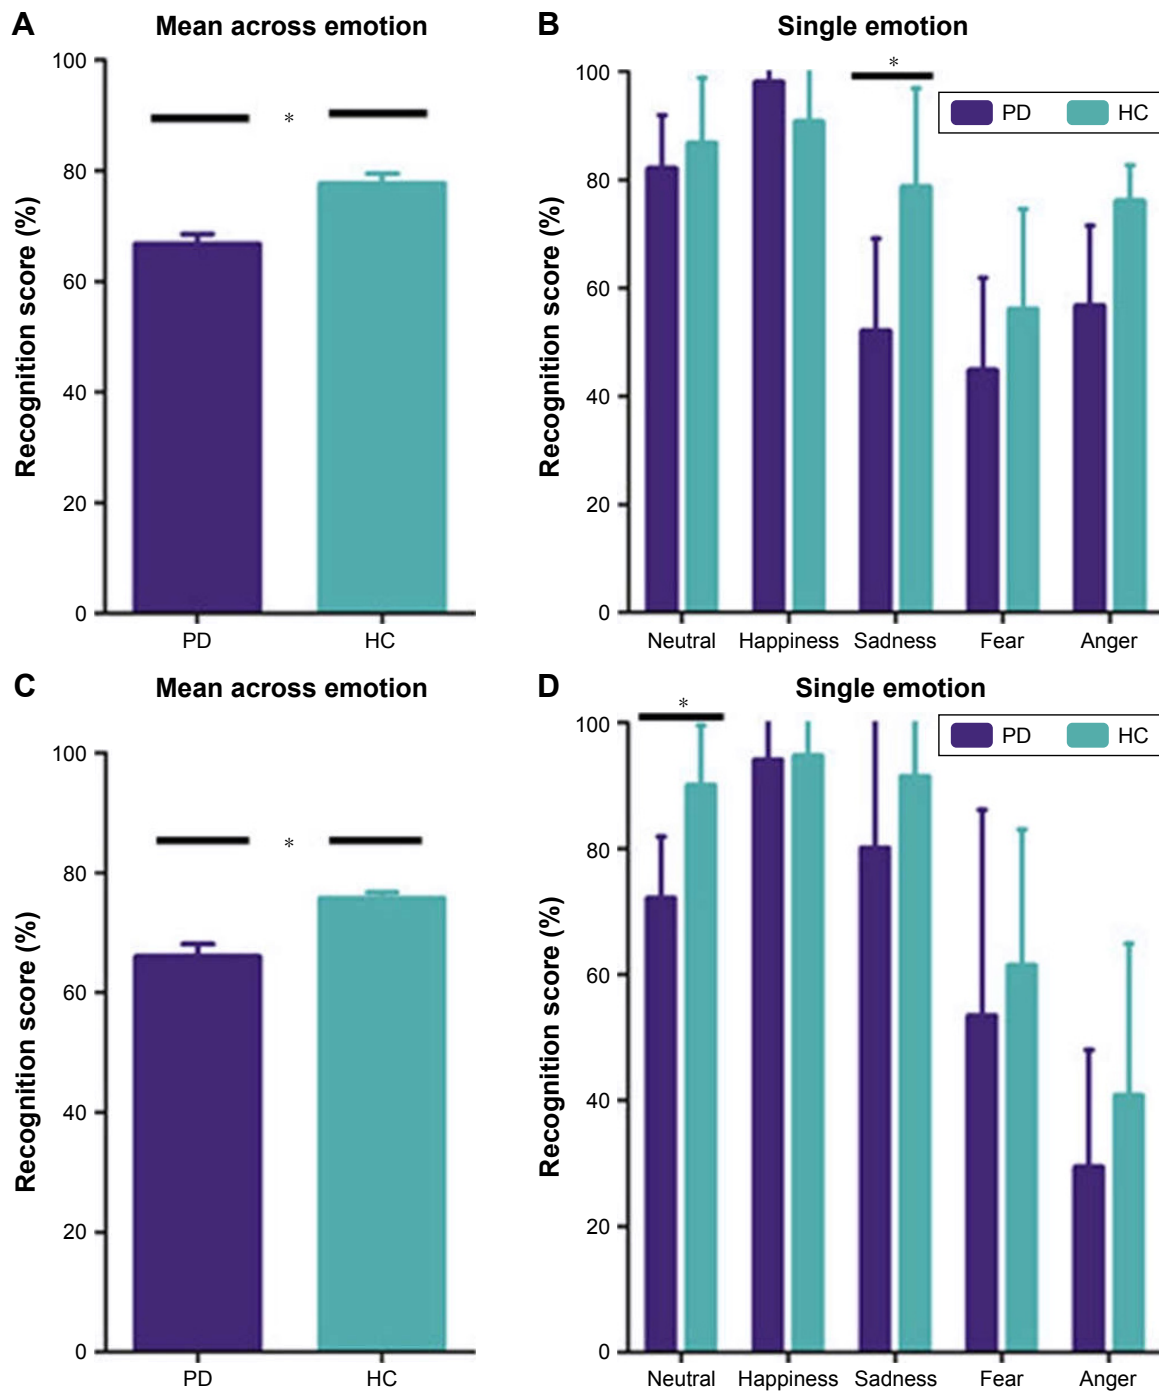 A
Mean across emotion
Recognition score (%)
100
80
60
40
20
0
*
PD
HC
B
Single emotion
Recognition score (%)
100
80
60
40
20
0
*
PD
HC
Neutral
Happiness
Sadness
Fear
Anger
C
Mean across emotion
Recognition score (%)
100
80
60
40
20
0
*
PD
HC
D
Single emotion
Recognition score (%)
100
80
60
40
20
0
*
PD
HC
Neutral
Happiness
Sadness
Fear
Anger